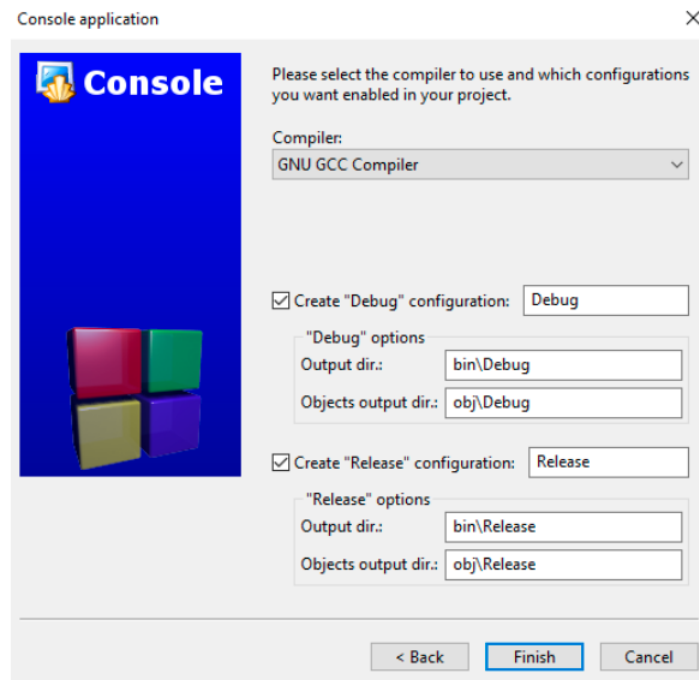 Console application
Console
Please select the compiler to use and which configurations
you want enabled in your project.
Compiler:
GNU GCC Compiler
Create "Debug" configuration: Debug
"Debug" options
Output dir.: bin\Debug
Objects output dir.: obj\Debug
Create "Release" configuration: Release
"Release" options
Output dir.: bin\Release
Objects output dir.: obj\Release
< Back Finish Cancel